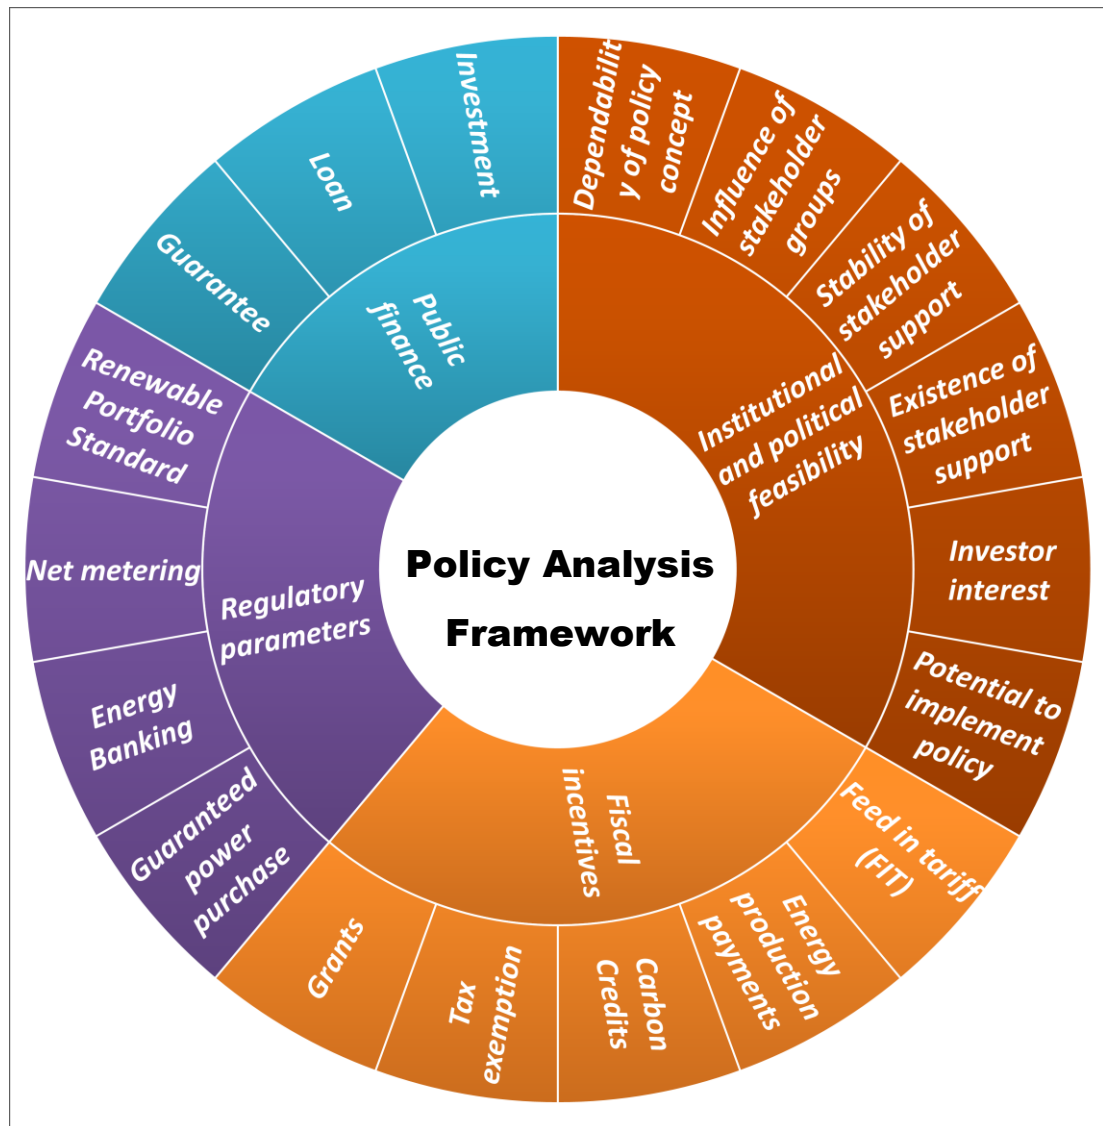 Policy Analysis
Framework
Institutional
and political
feasibility
Dependabilit
y of policy
concept
Influence of
stakeholder
groups
Stability of
stakeholder
support
Existence of
stakeholder
support
Investor
interest
Potential to
implement
policy
Fiscal
incentives
Feed in tariff
(FIT)
Energy
production
payments
Carbon
Credits
Tax
exemption
Grants
Regulatory
parameters
Guaranteed
power
purchase
Energy
Banking
Net metering
Renewable
Portfolio
Standard
Public
finance
Guarantee
Loan
Investment